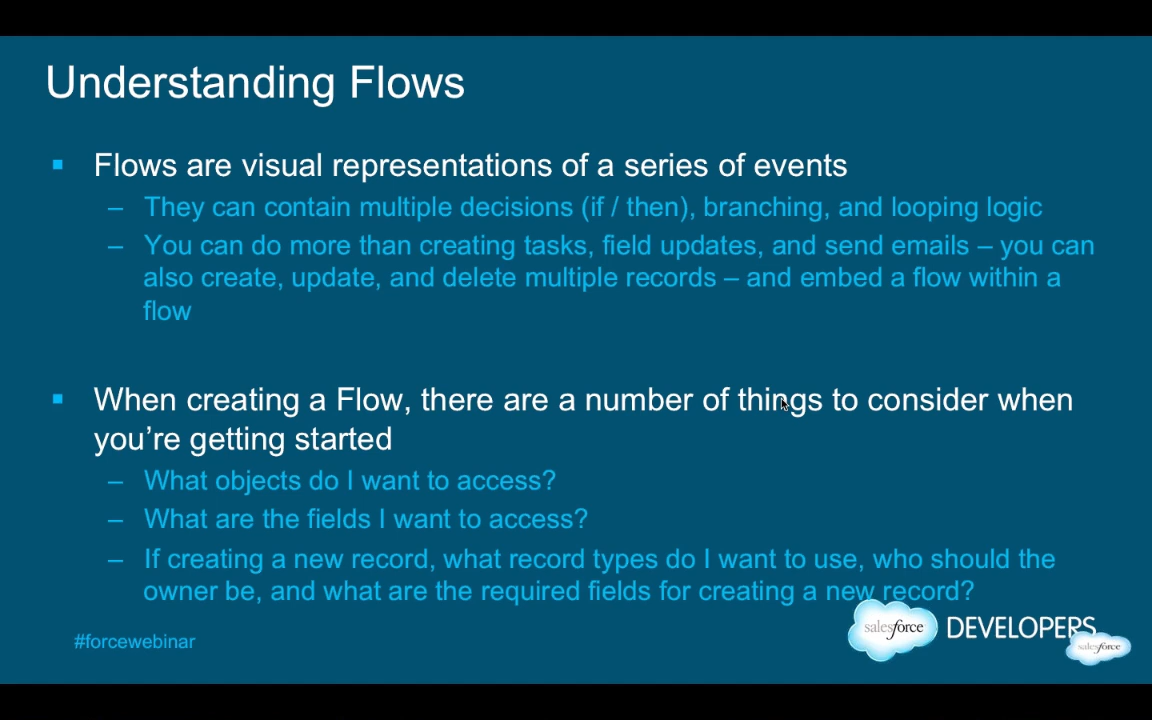 Understanding Flows
▪ Flows are visual representations of a series of events
– They can contain multiple decisions (if / then), branching, and looping logic
– You can do more than creating tasks, field updates, and send emails – you can
also create, update, and delete multiple records – and embed a flow within a
flow
▪ When creating a Flow, there are a number of things to consider when
you’re getting started
– What objects do I want to access?
– What are the fields I want to access?
– If creating a new record, what record types do I want to use, who should the
owner be, and what are the required fields for creating a new record?
#forcewebinar
salesforce DEVELOPERS
salesforce